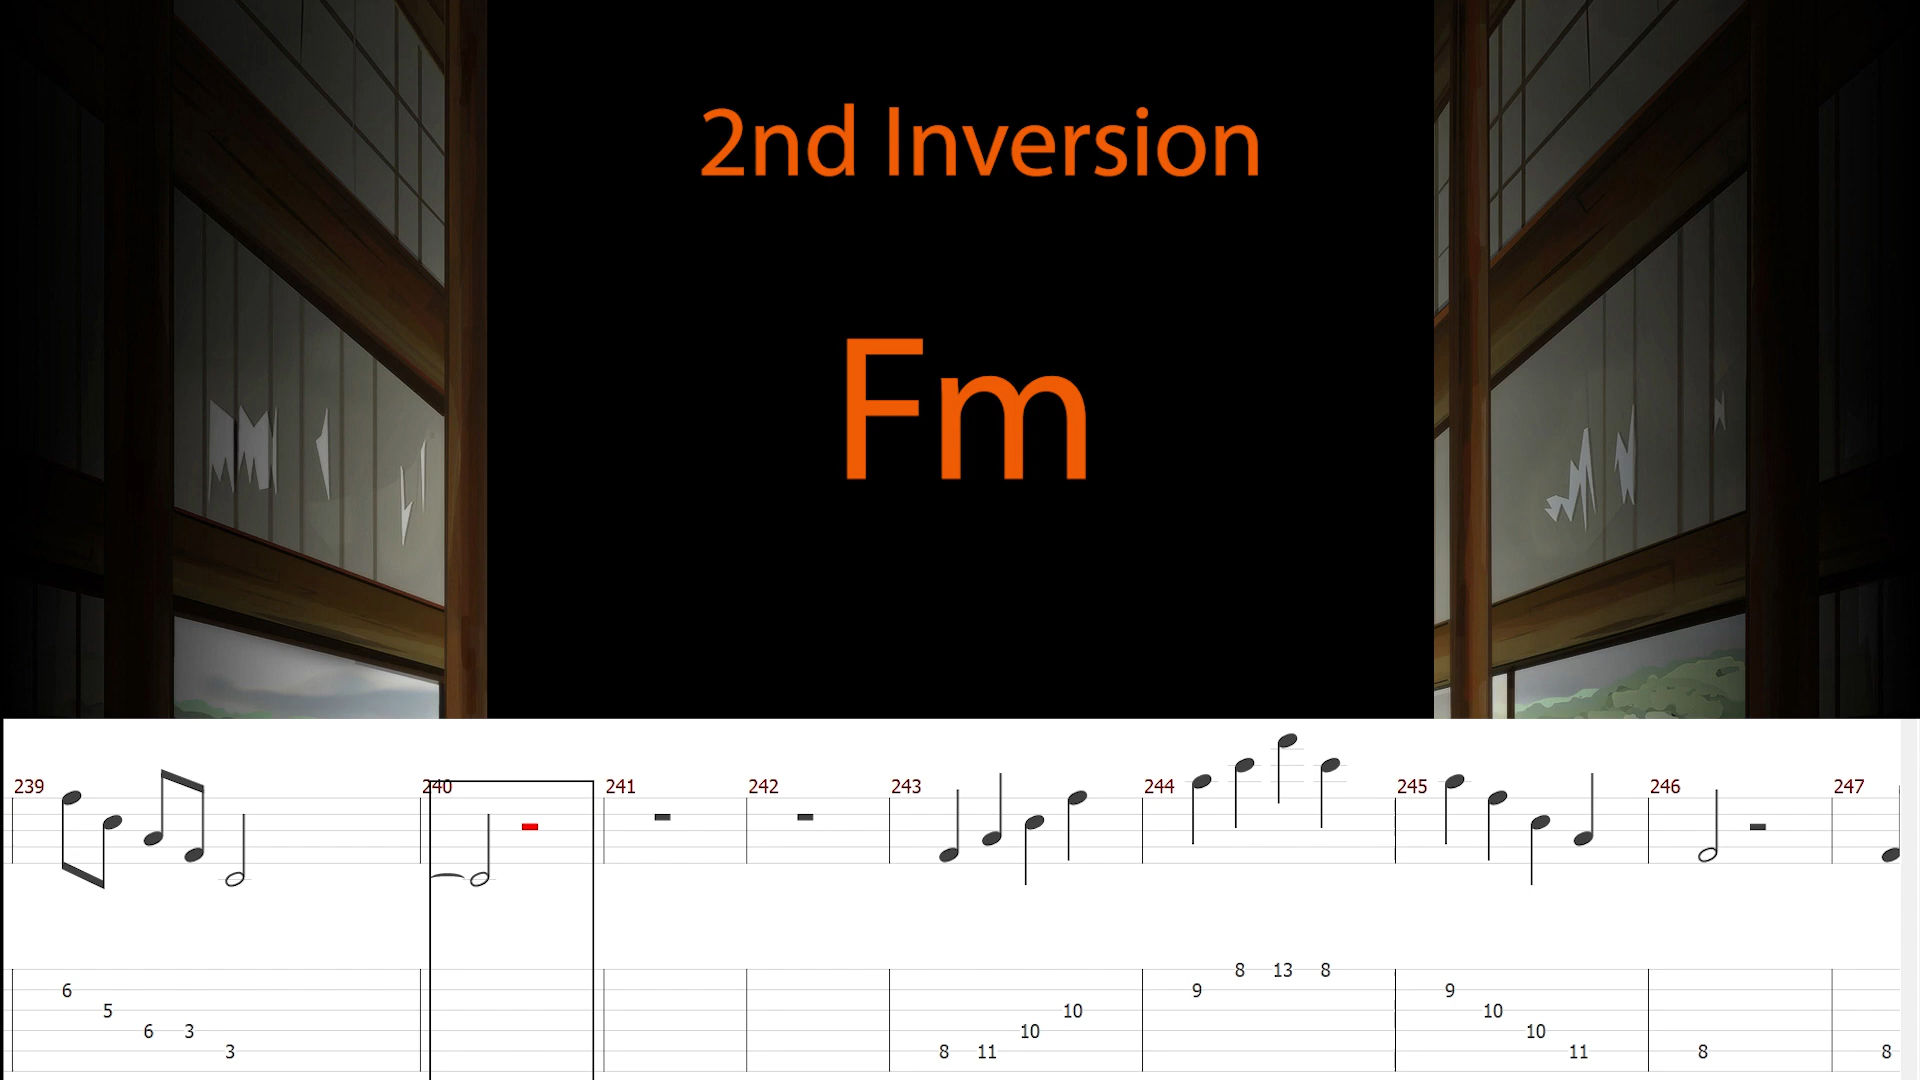 2nd Inversion
Fm
239 240 241 242 243 244 245 246 247
8 13 8
6 9 9
5 10 10
6 3 10 10
3 8 11 11 8 8